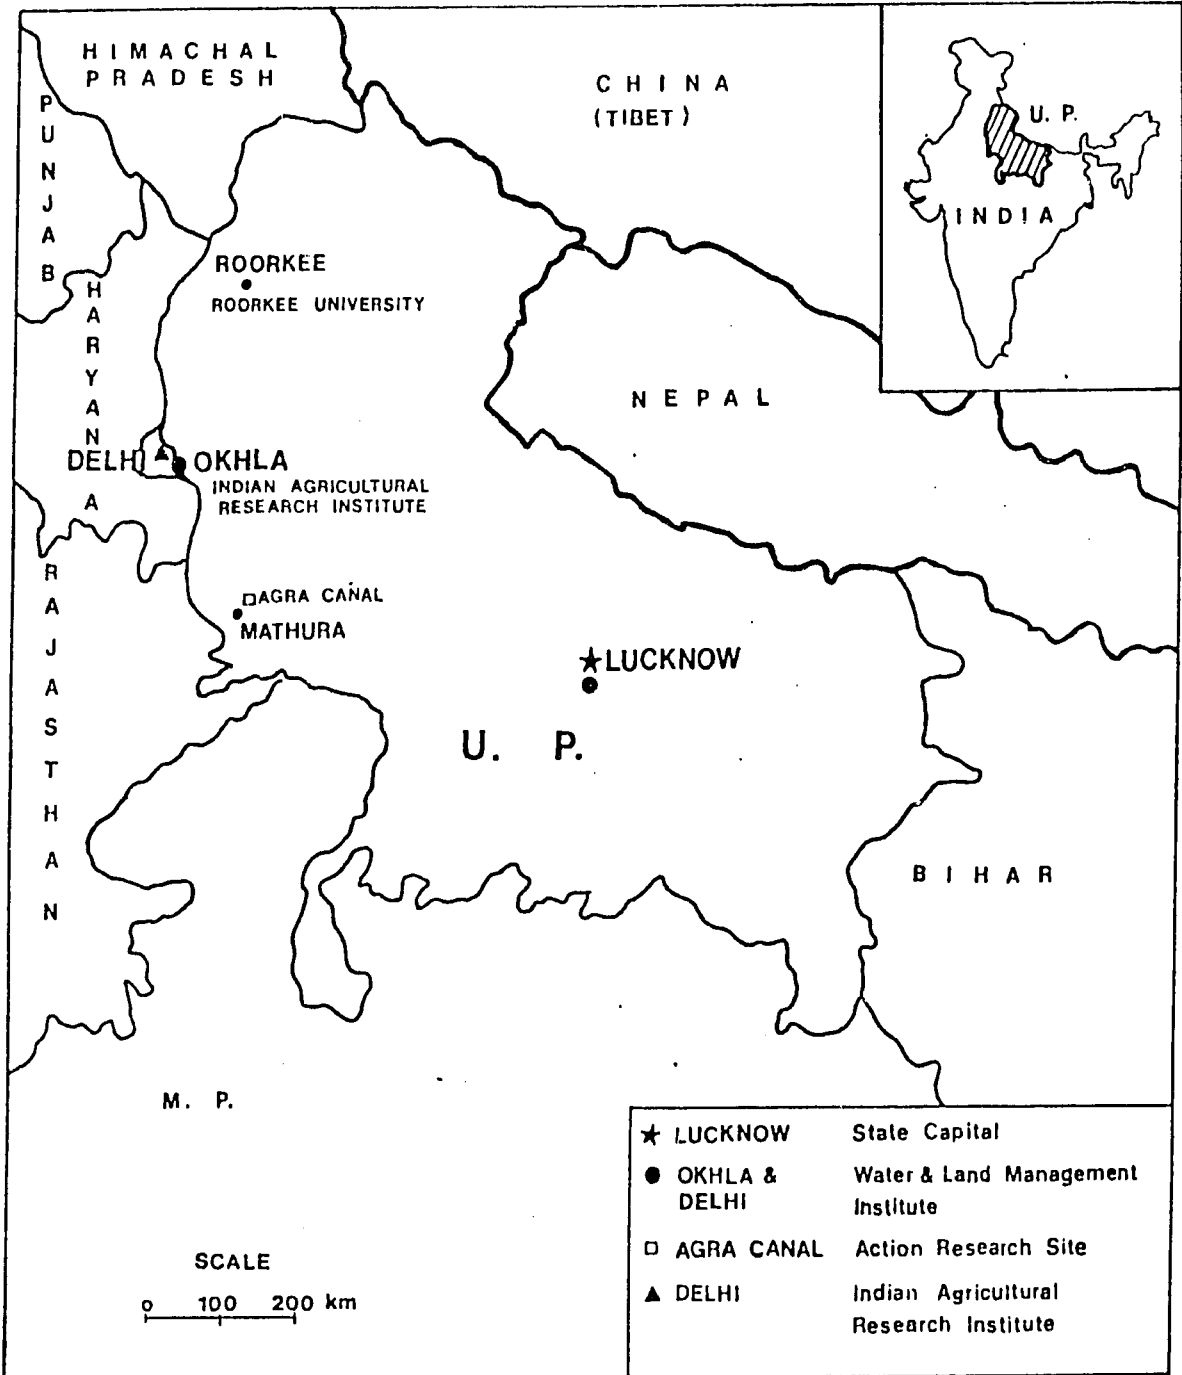 HIMACHAL
PRADESH
CHINA
(TIBET)
U. P.
INDIA
PUNJAB
ROORKEE
ROORKEE UNIVERSITY
HARYANA
NEPAL
DELHI
OKHLA
INDIAN AGRICULTURAL
RESEARCH INSTITUTE
RAJASTHAN
AGRA CANAL
MATHURA
LUCKNOW
U. P.
BIHAR
M. P.
SCALE
0 100 200 km
LUCKNOW State Capital
OKHLA & Water & Land Management
DELHI Institute
AGRA CANAL Action Research Site
DELHI Indian Agricultural
Research Institute